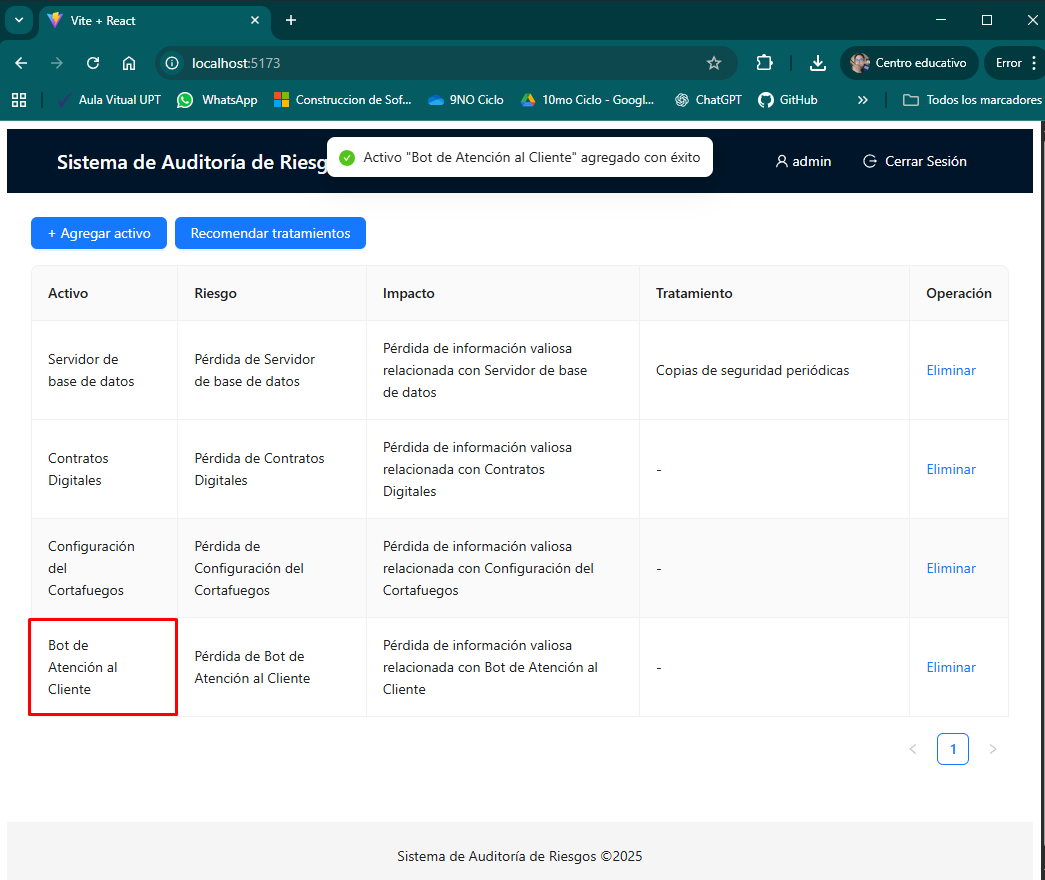 Vite + React
localhost:5173
Centro educativo
Error
Aula Vitual UPT
WhatsApp
Construccion de Sof...
9NO Ciclo
10mo Ciclo - Googl...
ChatGPT
GitHub
Todos los marcadores
Sistema de Auditoría de Riesg
Activo "Bot de Atención al Cliente" agregado con éxito
admin
Cerrar Sesión
+ Agregar activo
Recomendar tratamientos
Activo
Riesgo
Impacto
Tratamiento
Operación
Servidor de
base de datos
Pérdida de Servidor
de base de datos
Pérdida de información valiosa
relacionada con Servidor de base
de datos
Copias de seguridad periódicas
Eliminar
Contratos
Digitales
Pérdida de Contratos
Digitales
Pérdida de información valiosa
relacionada con Contratos
Digitales
-
Eliminar
Configuración
del
Cortafuegos
Pérdida de
Configuración del
Cortafuegos
Pérdida de información valiosa
relacionada con Configuración del
Cortafuegos
-
Eliminar
Bot de
Atención al
Cliente
Pérdida de Bot de
Atención al Cliente
Pérdida de información valiosa
relacionada con Bot de Atención al
Cliente
-
Eliminar
1
Sistema de Auditoría de Riesgos ©2025